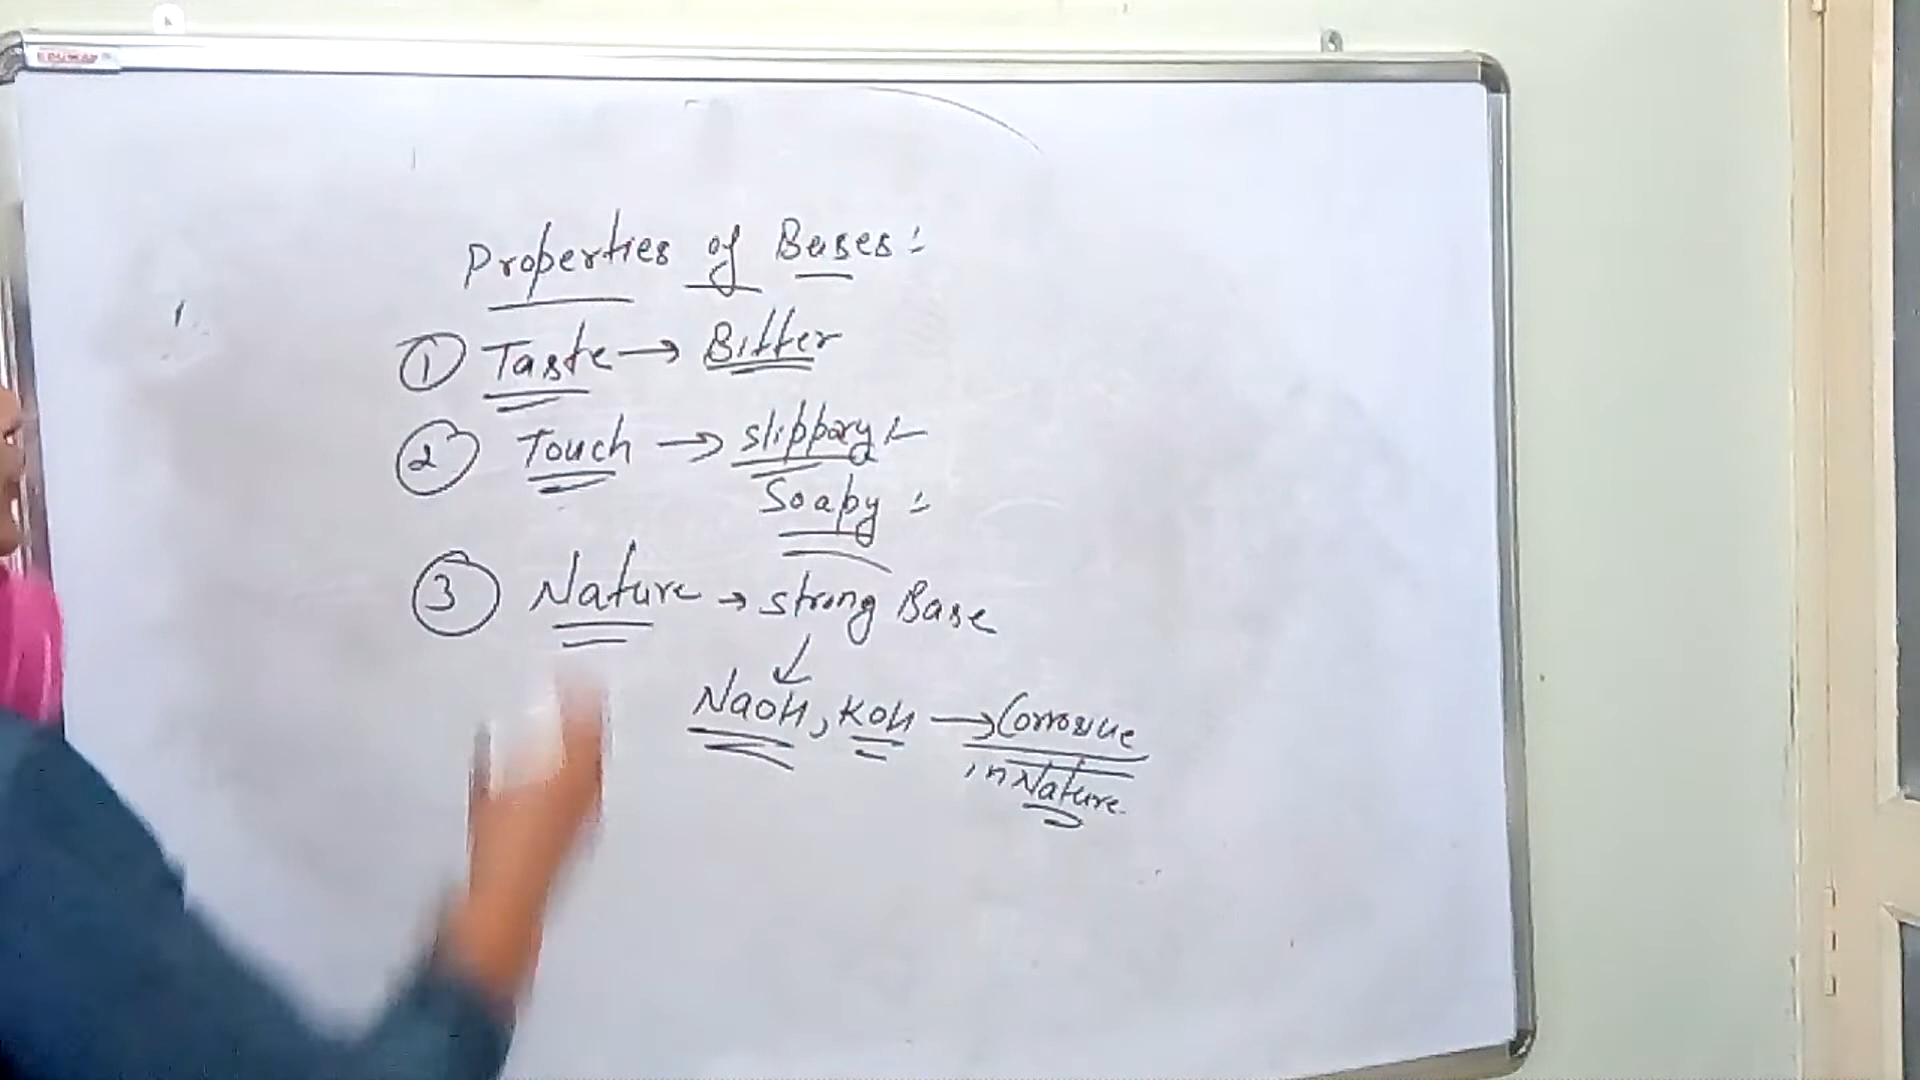 EDUWAY
Properties of Bases :-
① Taste → Bitter
② Touch → slippary :-
Soapy :-
③ Nature → strong Base
↓
NaOH, KOH → Corrosive
in Nature.